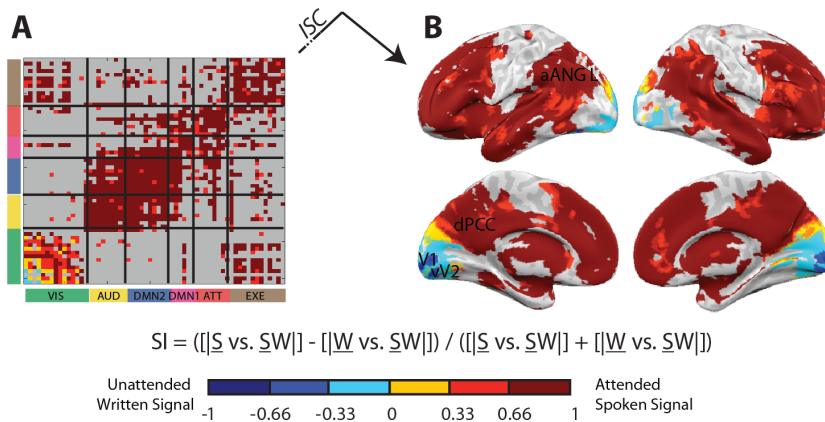 A
ISC
B
aANG L
dPCC
V1
vV2
VIS AUD DMN2 DMN1 ATT EXE
SI = ([|S vs. SW|] - [|W vs. SW|]) / ([|S vs. SW|] + [|W vs. SW|])
Unattended
Written Signal
Attended
Spoken Signal
-1 -0.66 -0.33 0 0.33 0.66 1